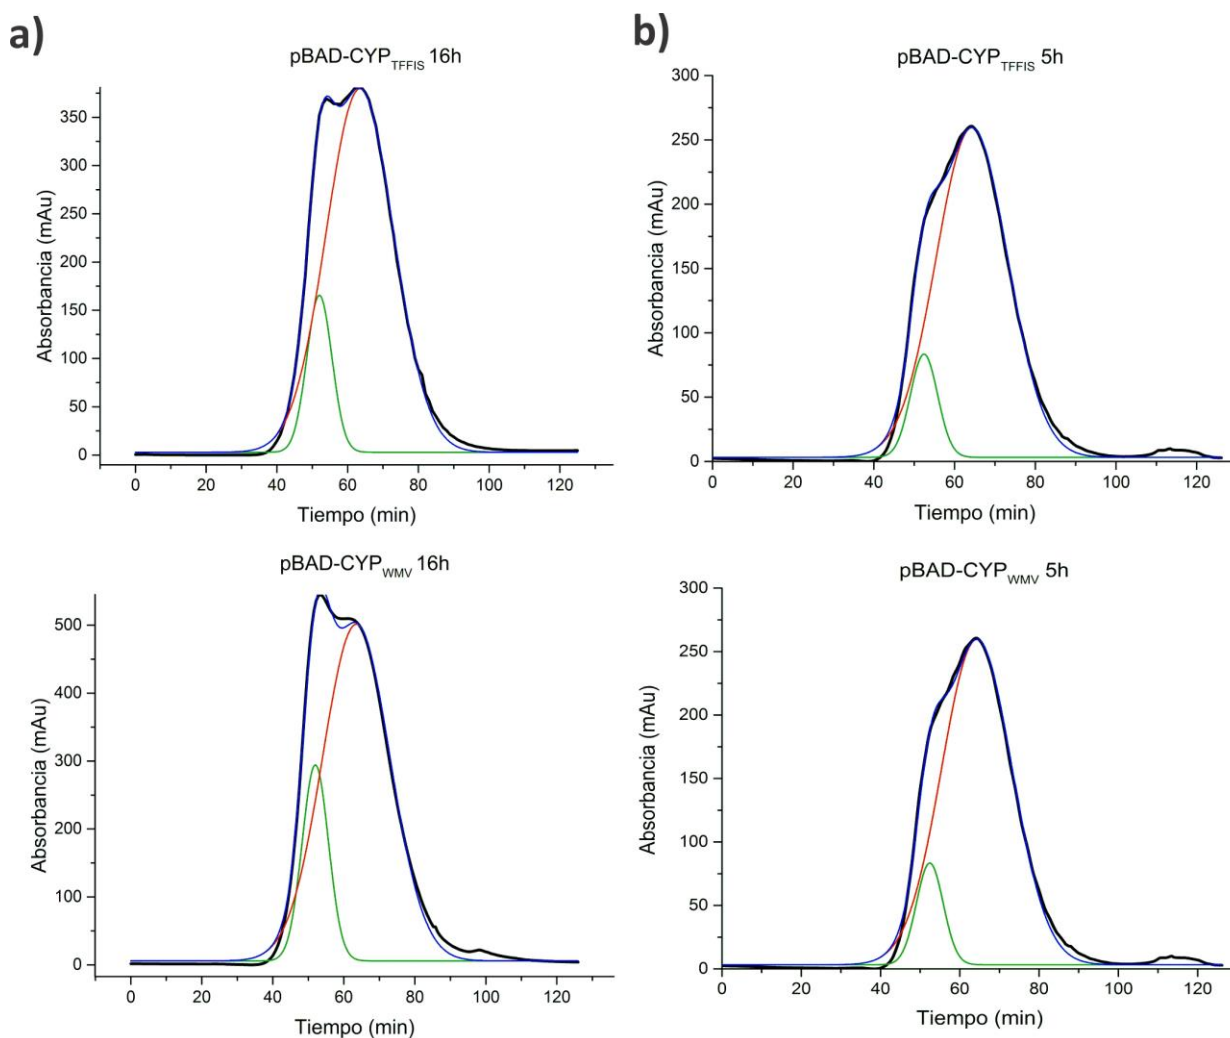 a)
pBAD-CYPTFFIS 16h
350
300
250
200
150
100
50
0
Absorbancia (mAu)
0 20 40 60 80 100 120
Tiempo (min)
pBAD-CYPWMV 16h
500
400
300
200
100
0
Absorbancia (mAu)
0 20 40 60 80 100 120
Tiempo (min)
b)
pBAD-CYPTFFIS 5h
300
250
200
150
100
50
0
Absorbancia (mAu)
0 20 40 60 80 100 120
Tiempo (min)
pBAD-CYPWMV 5h
300
250
200
150
100
50
0
Absorbancia (mAu)
0 20 40 60 80 100 120
Tiempo (min)